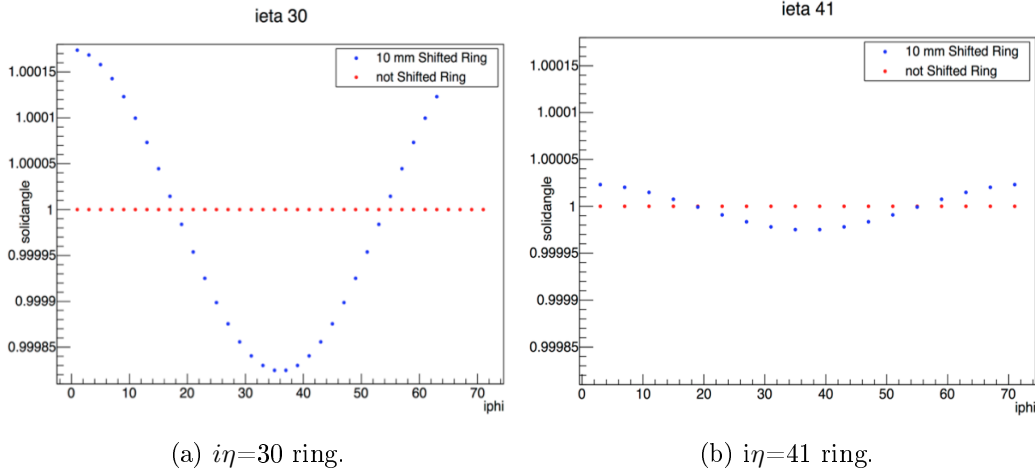 ieta 30
10 mm Shifted Ring
not Shifted Ring
solidangle
1.00015
1.0001
1.00005
1
0.99995
0.9999
0.99985
0 10 20 30 40 50 60 70
iphi
(a) iη=30 ring.
ieta 41
10 mm Shifted Ring
not Shifted Ring
solidangle
1.00015
1.0001
1.00005
1
0.99995
0.9999
0.99985
0 10 20 30 40 50 60 70
iphi
(b) iη=41 ring.